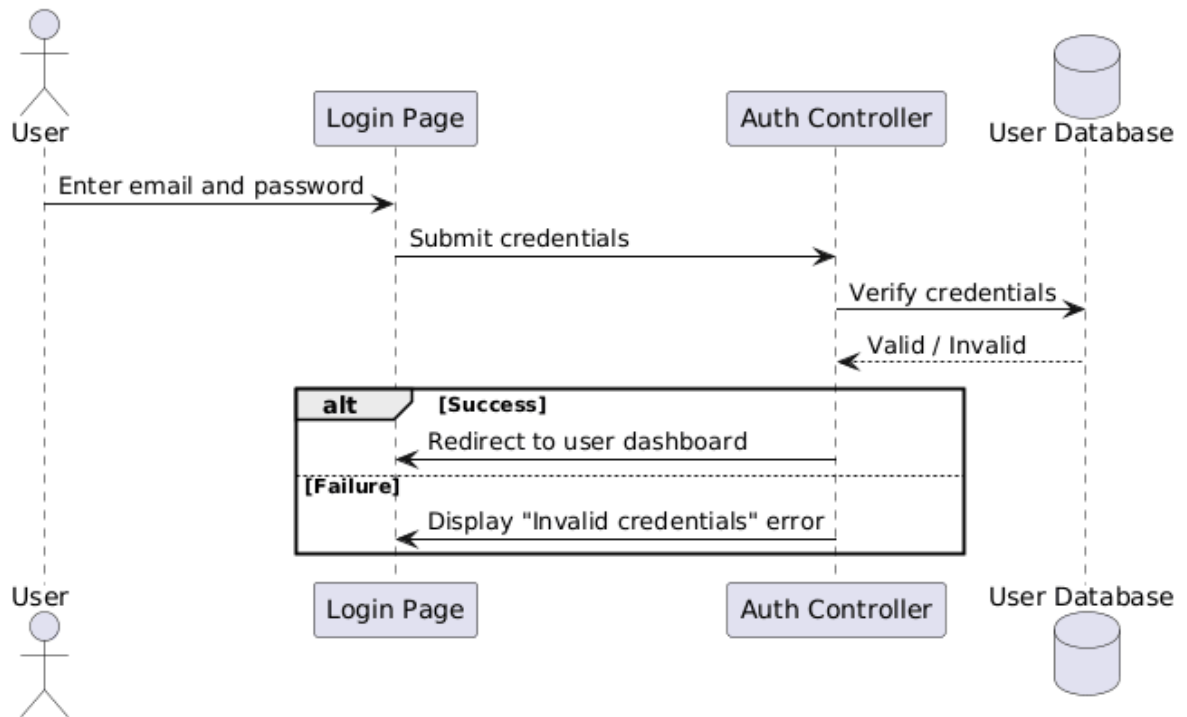 User
Login Page
Auth Controller
User Database
Enter email and password
Submit credentials
Verify credentials
Valid / Invalid
alt [Success]
Redirect to user dashboard
[Failure]
Display "Invalid credentials" error
User
Login Page
Auth Controller
User Database